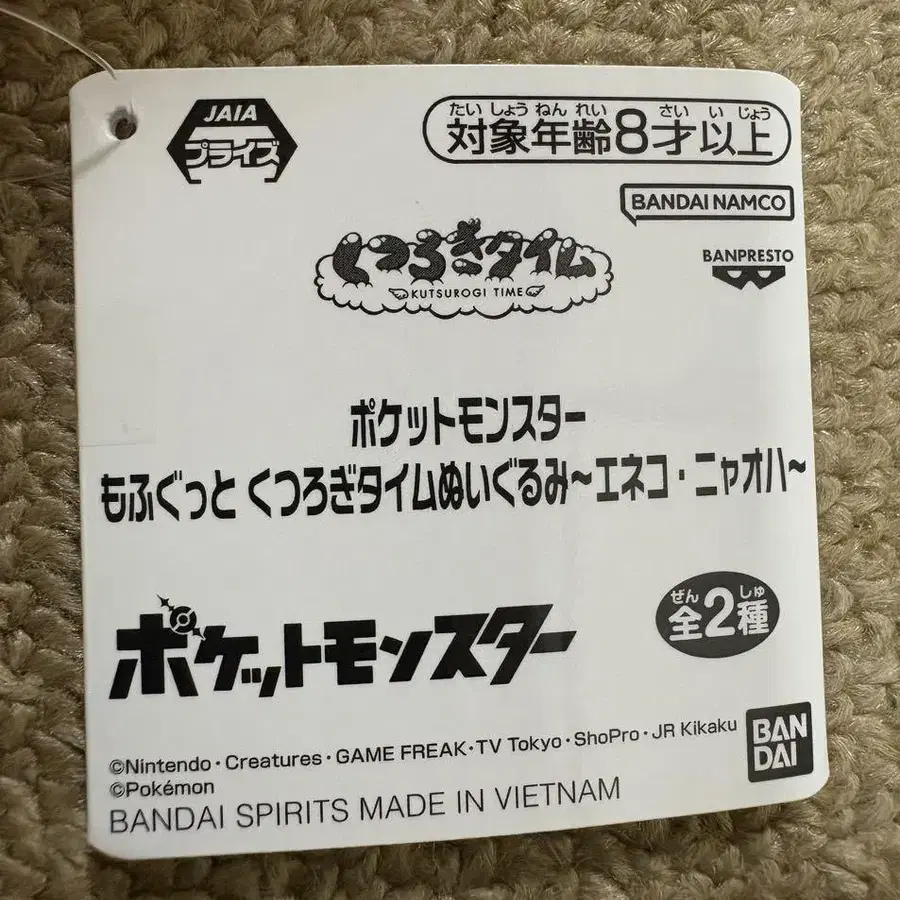 JAIA
プライズ
たいしょうねんれい さいいじょう
対象年齢8才以上
BANDAI NAMCO
くつろぎタイム
KUTSUROGI TIME
BANPRESTO
ポケットモンスター
もふぐっと くつろぎタイムぬいぐるみ~エネコ・ニャオハ~
ぜん しゅ
全2種
ポケットモンスター
©Nintendo・Creatures・GAME FREAK・TV Tokyo・ShoPro・JR Kikaku
©Pokémon
BANDAI SPIRITS MADE IN VIETNAM
BAN
DAI